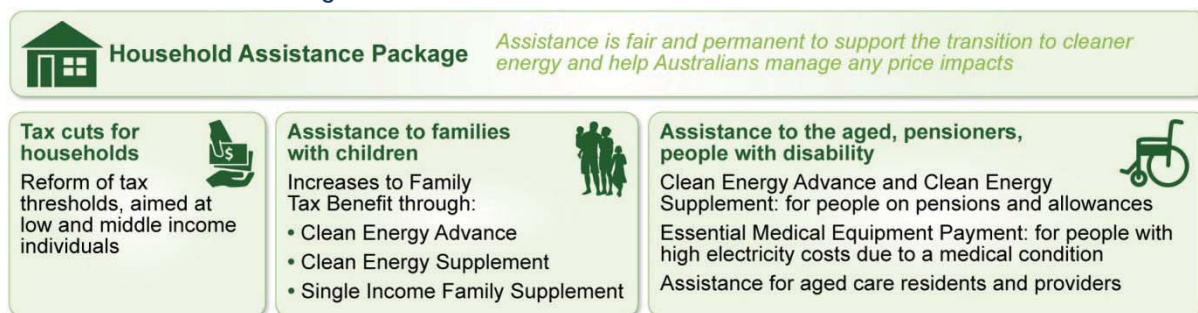 Household Assistance Package
Assistance is fair and permanent to support the transition to cleaner
energy and help Australians manage any price impacts
Tax cuts for
households
$
Reform of tax
thresholds, aimed at
low and middle income
individuals
Assistance to families
with children
Increases to Family
Tax Benefit through:
• Clean Energy Advance
• Clean Energy Supplement
• Single Income Family Supplement
Assistance to the aged, pensioners,
people with disability
Clean Energy Advance and Clean Energy
Supplement: for people on pensions and allowances
Essential Medical Equipment Payment: for people with
high electricity costs due to a medical condition
Assistance for aged care residents and providers